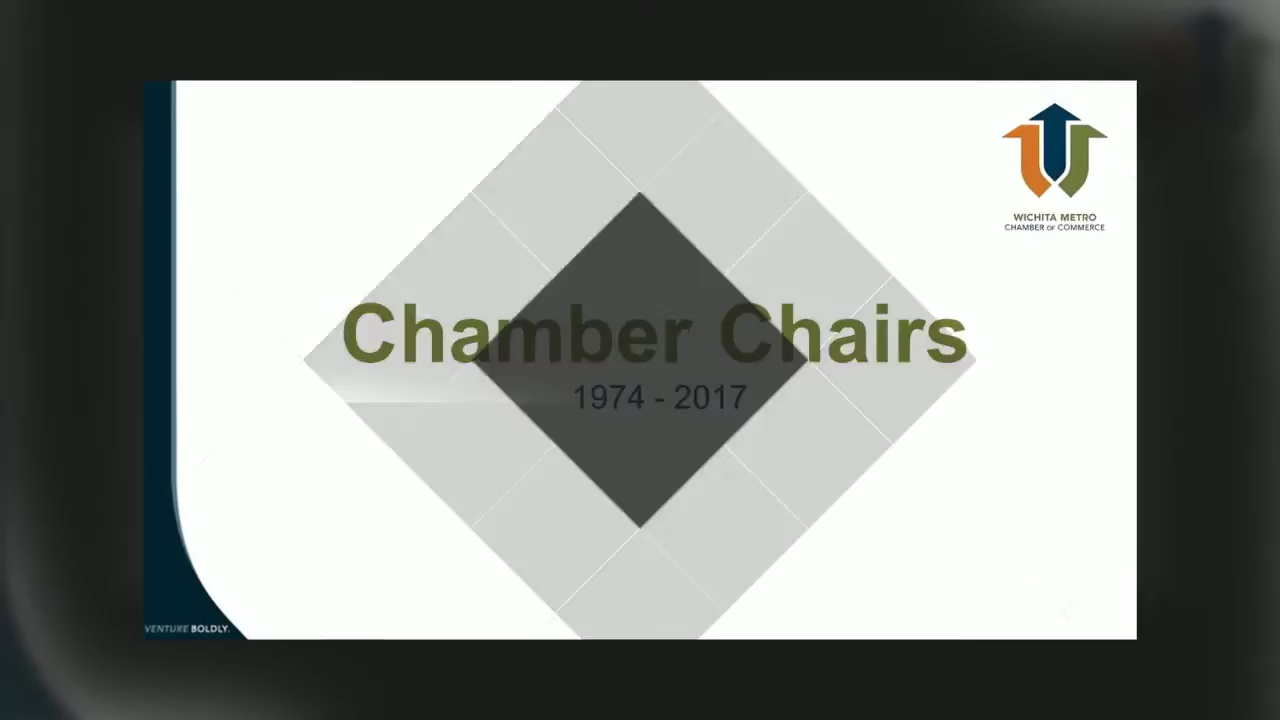 WICHITA METRO
CHAMBER OF COMMERCE
Chamber Chairs
1974 - 2017
VENTURE BOLDLY.